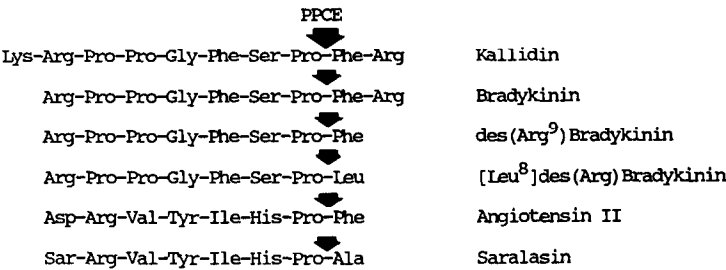 PPCE
Lys-Arg-Pro-Pro-Gly-Phe-Ser-Pro-Phe-Arg Kallidin
Arg-Pro-Pro-Gly-Phe-Ser-Pro-Phe-Arg Bradykinin
Arg-Pro-Pro-Gly-Phe-Ser-Pro-Phe des(Arg⁹)Bradykinin
Arg-Pro-Pro-Gly-Phe-Ser-Pro-Leu [Leu⁸]des(Arg)Bradykinin
Asp-Arg-Val-Tyr-Ile-His-Pro-Phe Angiotensin II
Sar-Arg-Val-Tyr-Ile-His-Pro-Ala Saralasin